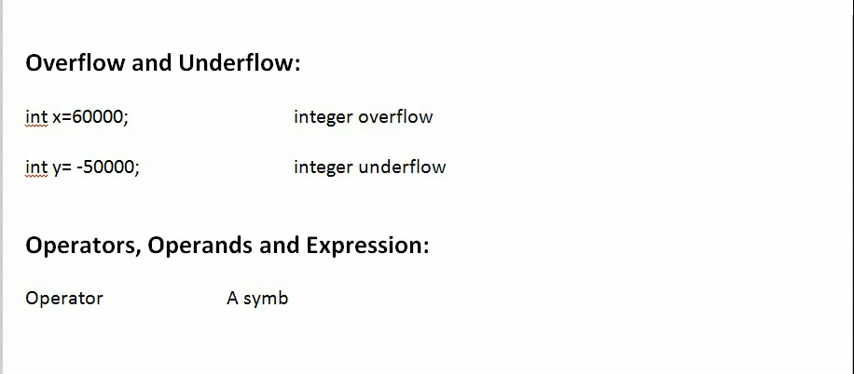 Overflow and Underflow:
int x=60000; integer overflow
int y= -50000; integer underflow
Operators, Operands and Expression:
Operator A symb